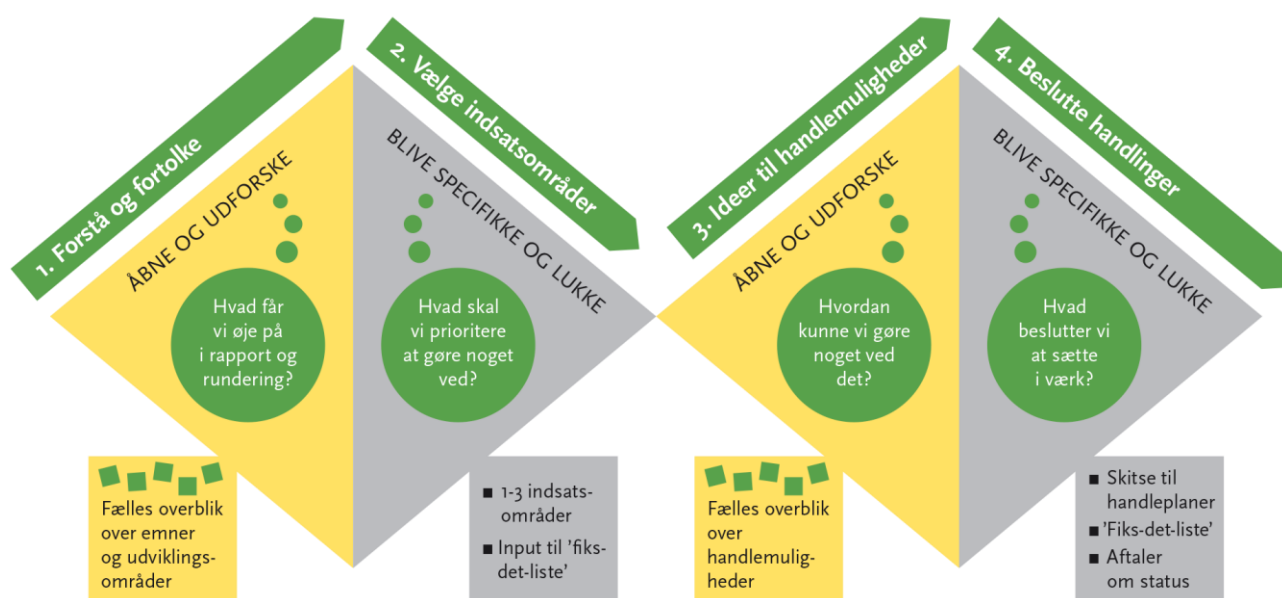 1. Forstå og fortolke
ÅBNE OG UDFORSKE
Hvad får
vi øje på
i rapport og
rundering?
Fælles overblik
over emner
og udviklings-
områder
2. Vælge indsatsområder
BLIVE SPECIFIKKE OG LUKKE
Hvad skal
vi prioritere
at gøre noget
ved?
■ 1-3 indsats-
områder
■ Input til 'fiks-
det-liste'
3. Ideer til handlemuligheder
ÅBNE OG UDFORSKE
Hvordan
kunne vi gøre
noget ved
det?
Fælles overblik
over
handlemulig-
heder
4. Beslutte handlinger
BLIVE SPECIFIKKE OG LUKKE
Hvad
beslutter vi
at sætte
i værk?
■ Skitse til
handleplaner
■ 'Fiks-det-liste'
■ Aftaler
om status